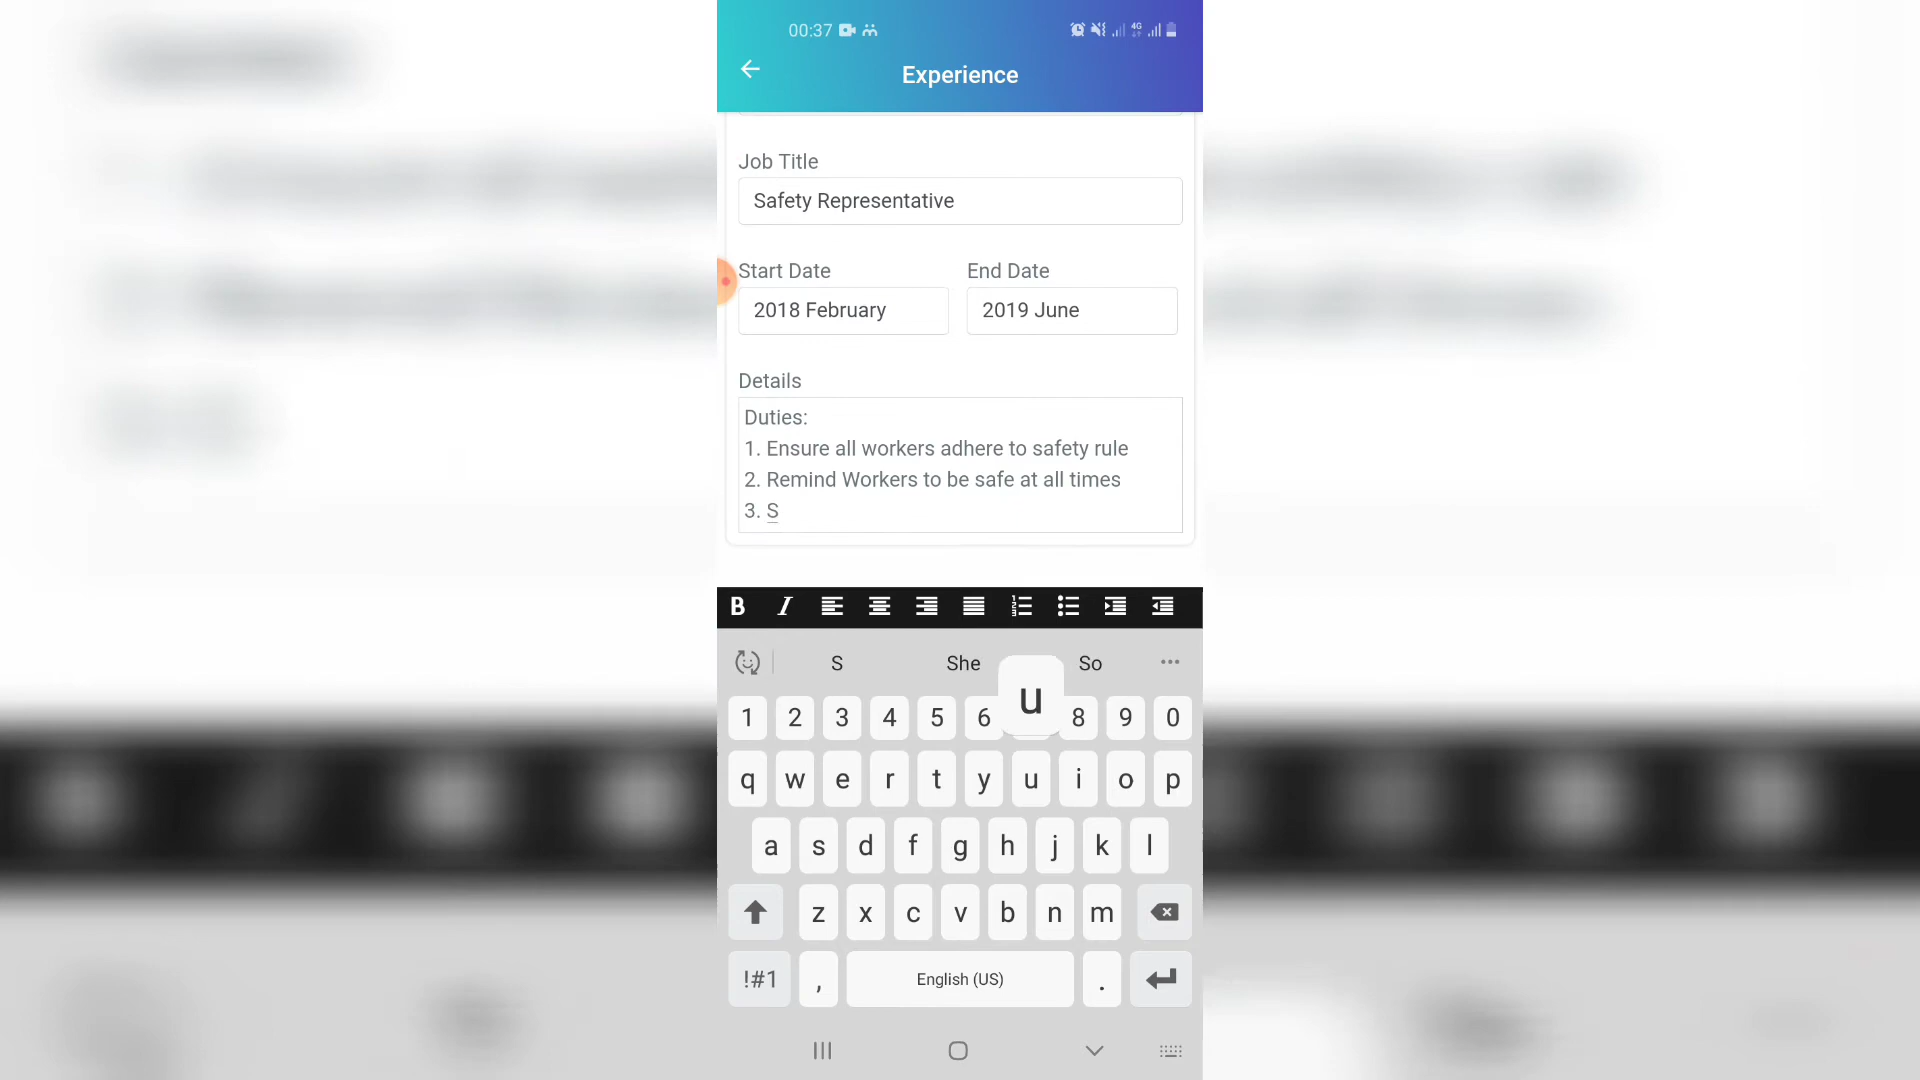 00:37 4G
Experience
Job Title
Safety Representative
Start Date End Date
2018 February 2019 June
Details
Duties:
1. Ensure all workers adhere to safety rule
2. Remind Workers to be safe at all times
3. S
B I
S She So
u
1 2 3 4 5 6 8 9 0
q w e r t y u i o p
a s d f g h j k l
z x c v b n m
!#1 , English (US) .